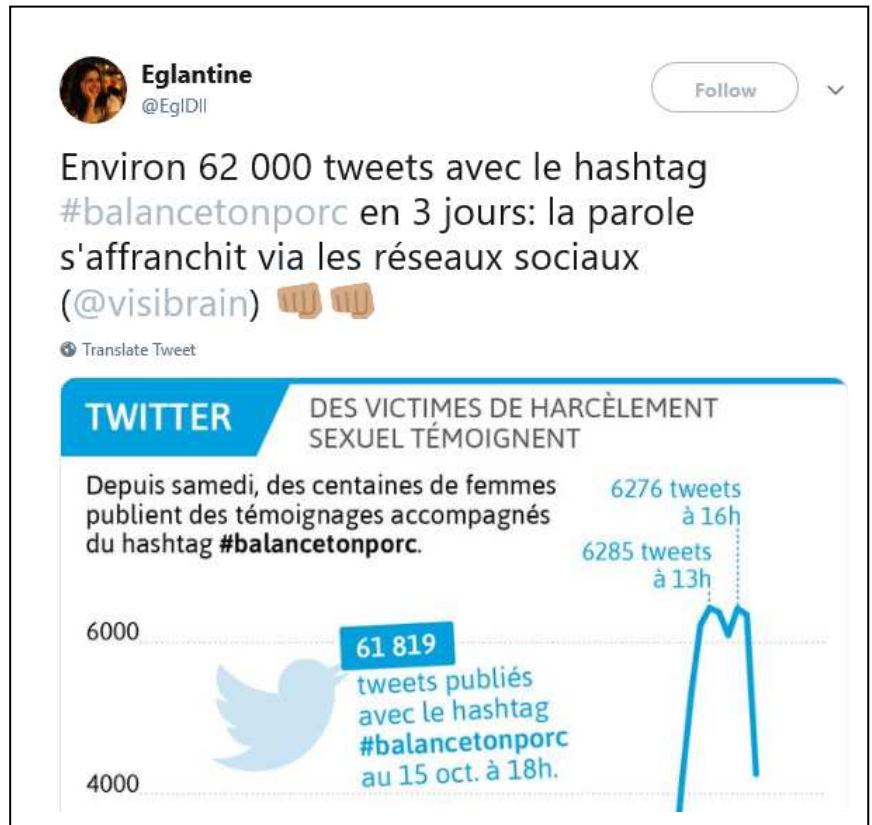 Eglantine
@EglDll
Follow
Environ 62 000 tweets avec le hashtag
#balancetonporc en 3 jours: la parole
s'affranchit via les réseaux sociaux
(@visibrain)
Translate Tweet
TWITTER
DES VICTIMES DE HARCÈLEMENT
SEXUEL TÉMOIGNENT
Depuis samedi, des centaines de femmes
publient des témoignages accompagnés
du hashtag #balancetonporc.
6276 tweets
à 16h
6285 tweets
à 13h
6000
61 819
tweets publiés
avec le hashtag
#balancetonporc
au 15 oct. à 18h.
4000